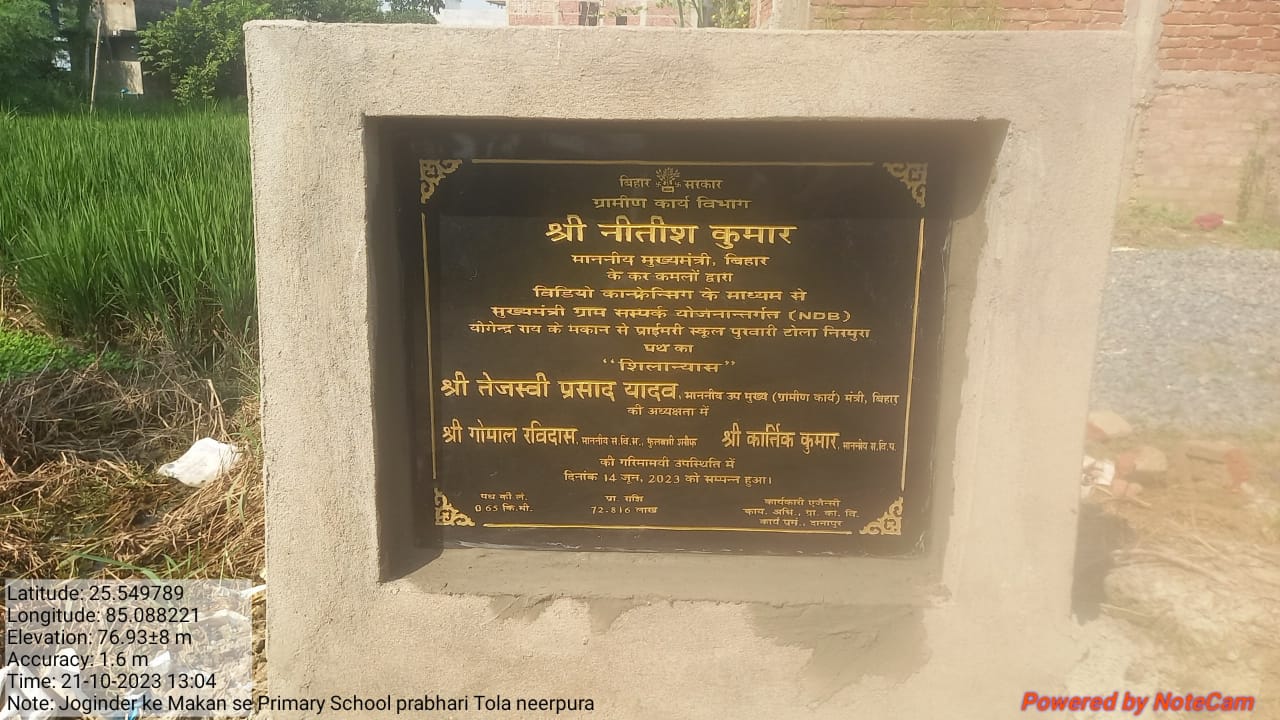 बिहार सरकार
ग्रामीण कार्य विभाग
श्री नीतीश कुमार
माननीय मुख्यमंत्री, बिहार
के कर कमलों द्वारा
विडियो कान्फ्रेन्सिग के माध्यम से
मुख्यमंत्री ग्राम सम्पर्क योजनान्तर्गत (NDB)
योगेन्द्र राय के मकान से प्राईमरी स्कूल पुरवारी टोला निरपुरा
पथ का
"शिलान्यास"
श्री तेजस्वी प्रसाद यादव, माननीय उप मुख्य (ग्रामीण कार्य) मंत्री, बिहार
की अध्यक्षता में
श्री गोपाल रविदास, माननीय स.वि.स., फुलवारी शरीफ श्री कार्तिक कुमार, माननीय स.वि.प.
की गरिमामयी उपस्थिति में
दिनांक 14 जून, 2023 को सम्पन्न हुआ।
पथ की लं. प्रा. राशि कार्यकारी एजेन्सी
0.65 कि.मी. 72.816 लाख काय. अभि., ग्रा. का. वि.
कार्य प्रमं., दानापुर
Latitude: 25.549789
Longitude: 85.088221
Elevation: 76.93±8 m
Accuracy: 1.6 m
Time: 21-10-2023 13:04
Note: Joginder ke Makan se Primary School prabhari Tola neerpura
Powered by NoteCam